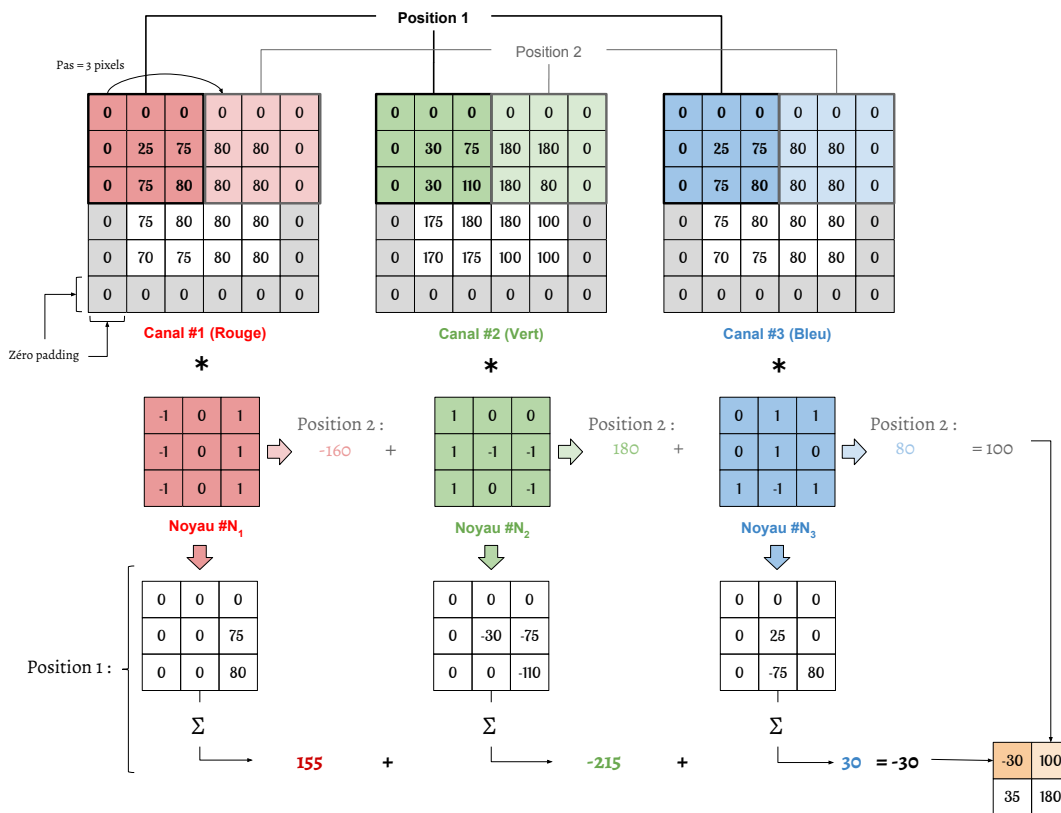 Position 1
Position 2
Pas = 3 pixels
0 0 0 0 0 0 0 0 0 0 0 0 0 0 0 0 0 0
0 25 75 80 80 0 0 30 75 180 180 0 0 25 75 80 80 0
0 75 80 80 80 0 0 30 110 180 80 0 0 75 80 80 80 0
0 75 80 80 80 0 0 175 180 180 100 0 0 75 80 80 80 0
0 70 75 80 80 0 0 170 175 100 100 0 0 70 75 80 80 0
0 0 0 0 0 0 0 0 0 0 0 0 0 0 0 0 0 0
Canal #1 (Rouge) Canal #2 (Vert) Canal #3 (Bleu)
Zéro padding
* * *
-1 0 1 Position 2 : 1 0 0 Position 2 : 0 1 1 Position 2 :
-1 0 1 -160 + 1 -1 -1 180 + 0 1 0 80 = 100
-1 0 1 1 0 -1 1 -1 1
Noyau #N1 Noyau #N2 Noyau #N3
0 0 0 0 0 0 0 0 0
0 0 75 0 -30 -75 0 25 0
0 0 80 0 0 -110 0 -75 80
Position 1 :
Σ Σ Σ
155 + -215 + 30 = -30
-30 100
35 180